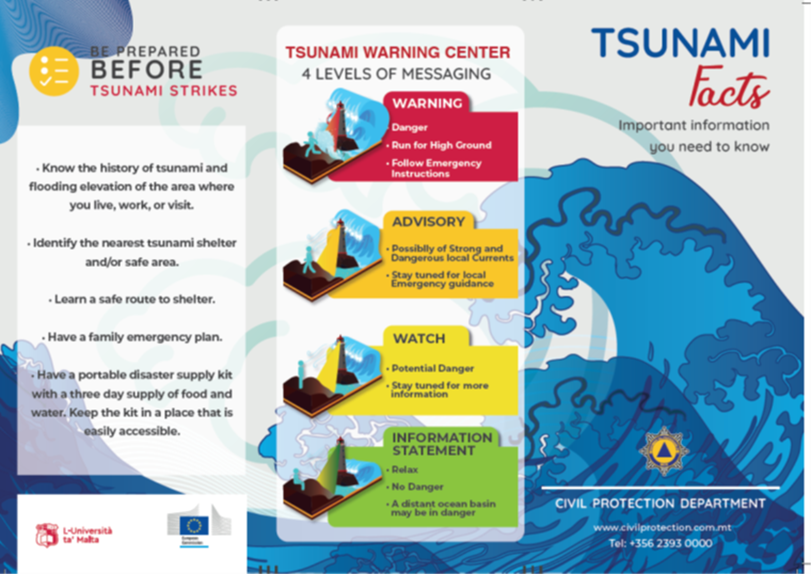 BE PREPARED
BEFORE
TSUNAMI STRIKES
• Know the history of tsunami and
flooding elevation of the area where
you live, work, or visit.
• Identify the nearest tsunami shelter
and/or safe area.
• Learn a safe route to shelter.
• Have a family emergency plan.
• Have a portable disaster supply kit
with a three day supply of food and
water. Keep the kit in a place that is
easily accessible.
L-Università
ta' Malta
TSUNAMI WARNING CENTER
4 LEVELS OF MESSAGING
WARNING
• Danger
• Run for High Ground
• Follow Emergency
Instructions
ADVISORY
• Possiblly of Strong and
Dangerous local Currents
• Stay tuned for local
Emergency guidance
WATCH
• Potential Danger
• Stay tuned for more
information
INFORMATION
STATEMENT
• Relax
• No Danger
• A distant ocean basin
may be in danger
TSUNAMI
Facts
Important information
you need to know
CIVIL PROTECTION DEPARTMENT
www.civilprotection.com.mt
Tel: +356 2393 0000